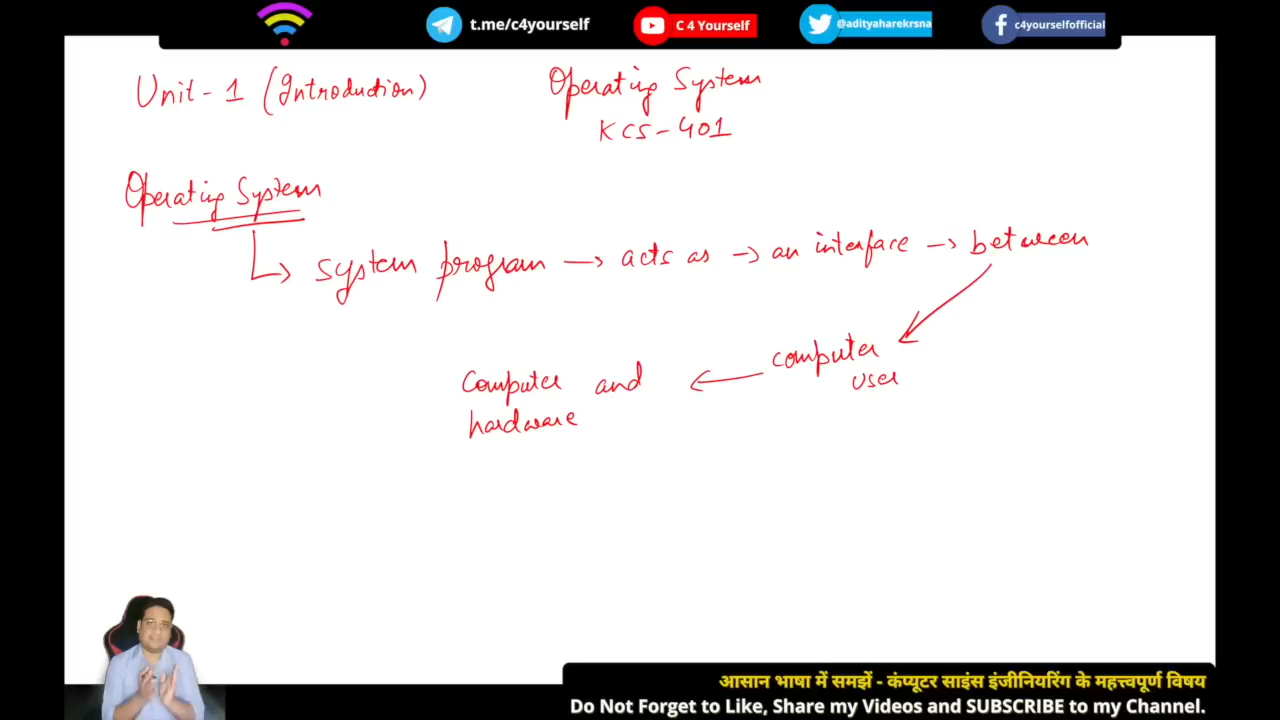 t.me/c4yourself
C 4 Yourself
@adityaharekrsna
c4yourselfofficial
Unit - 1 (Introduction)
Operating System
KCS - 401
Operating System
system program → acts as → an interface → between
computer
user
Computer and
hardware
आसान भाषा में समझें - कंप्यूटर साइंस इंजीनियरिंग के महत्त्वपूर्ण विषय
Do Not Forget to Like, Share my Videos and SUBSCRIBE to my Channel.